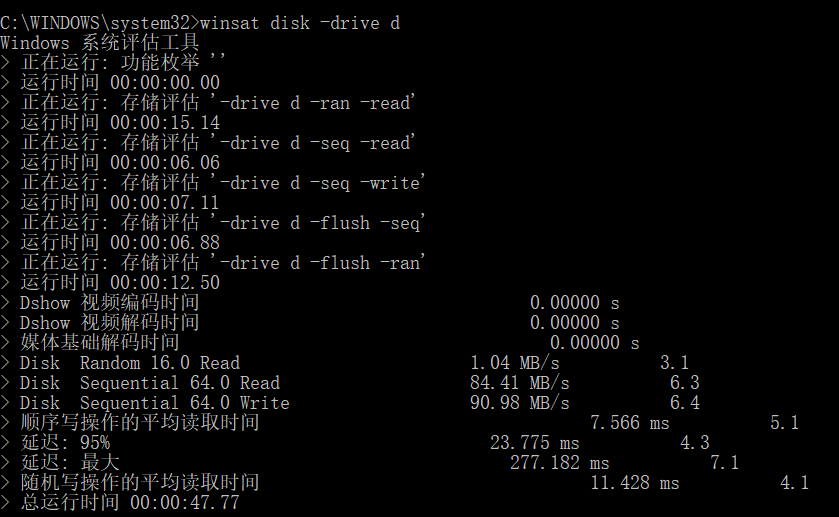 C:\WINDOWS\system32>winsat disk -drive d
Windows 系统评估工具
> 正在运行: 功能枚举 ''
> 运行时间 00:00:00.00
> 正在运行: 存储评估 '-drive d -ran -read'
> 运行时间 00:00:15.14
> 正在运行: 存储评估 '-drive d -seq -read'
> 运行时间 00:00:06.06
> 正在运行: 存储评估 '-drive d -seq -write'
> 运行时间 00:00:07.11
> 正在运行: 存储评估 '-drive d -flush -seq'
> 运行时间 00:00:06.88
> 正在运行: 存储评估 '-drive d -flush -ran'
> 运行时间 00:00:12.50
> Dshow 视频编码时间 0.00000 s
> Dshow 视频解码时间 0.00000 s
> 媒体基础解码时间 0.00000 s
> Disk  Random 16.0 Read 1.04 MB/s 3.1
> Disk  Sequential 64.0 Read 84.41 MB/s 6.3
> Disk  Sequential 64.0 Write 90.98 MB/s 6.4
> 顺序写操作的平均读取时间 7.566 ms 5.1
> 延迟: 95% 23.775 ms 4.3
> 延迟: 最大 277.182 ms 7.1
> 随机写操作的平均读取时间 11.428 ms 4.1
> 总运行时间 00:00:47.77